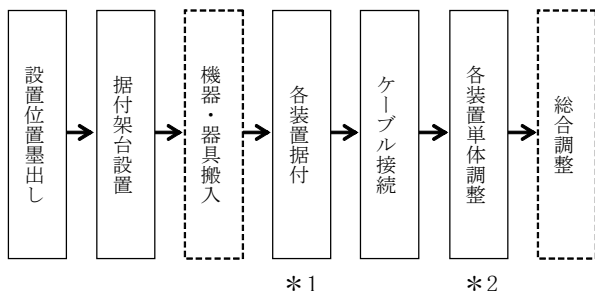 設置位置墨出し
据付架台設置
機器・器具搬入
各装置据付
ケーブル接続
各装置単体調整
総合調整
＊1
＊2